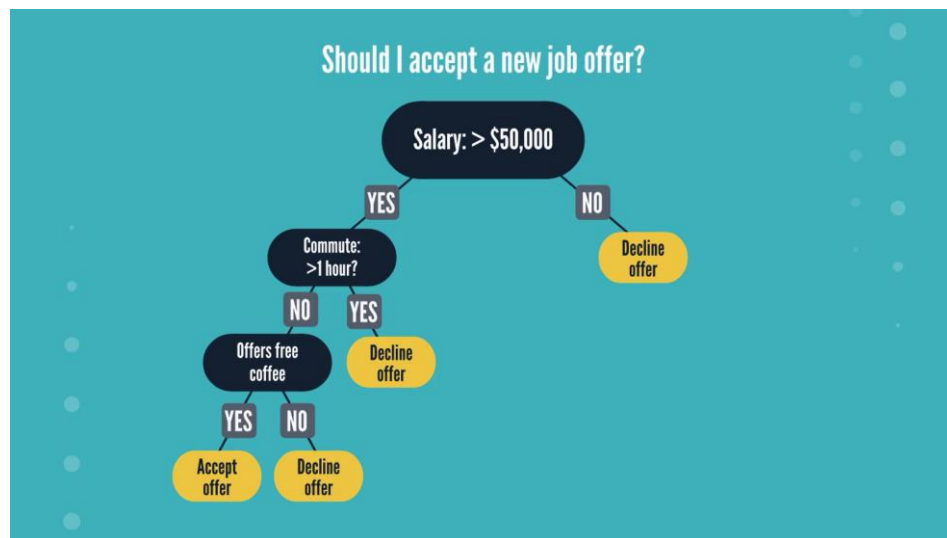 Should I accept a new job offer?
Salary: > $50,000
YES
NO
Commute:
>1 hour?
Decline
offer
NO
YES
Offers free
coffee
Decline
offer
YES
NO
Accept
offer
Decline
offer